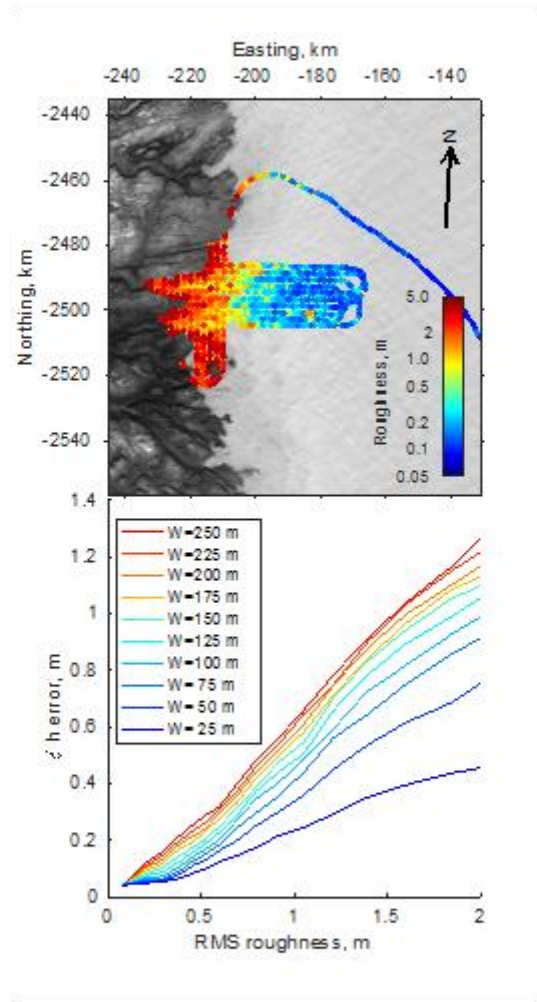 Easting, km
-240 -220 -200 -180 -160 -140
Northing, km
-2440
-2460
-2480
-2500
-2520
-2540
N
Roughness, m
5.0
2
1.0
0.5
0.2
0.1
0.05
1.4
1.2
1
0.8
0.6
0.4
0.2
0
h error, m
W=250 m
W=225 m
W=200 m
W=175 m
W=150 m
W=125 m
W=100 m
W=75 m
W=50 m
W=25 m
0 0.5 1 1.5 2
RMS roughness, m